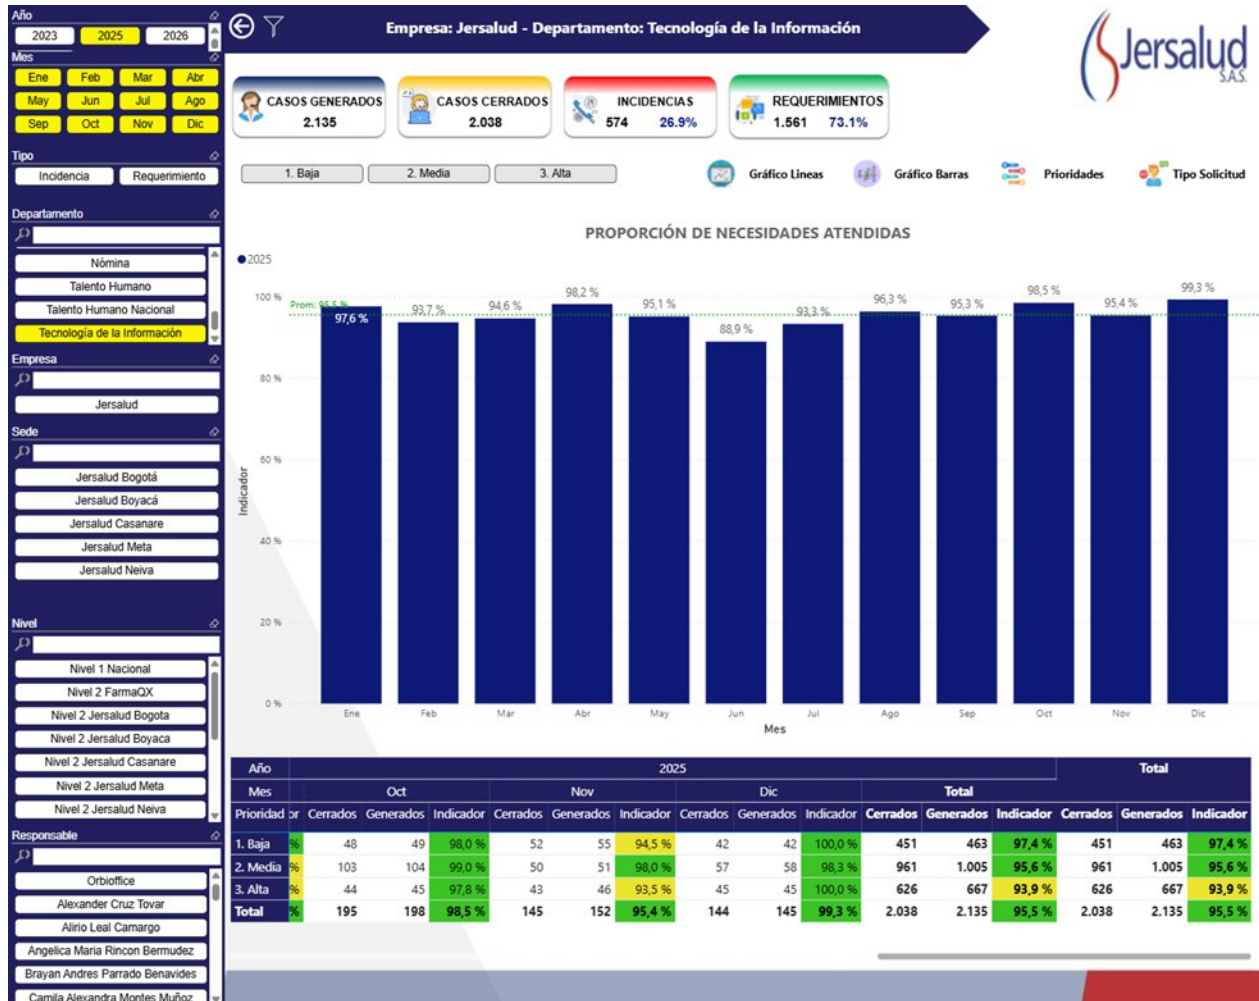 Año
2023 2025 2026
Mes
Ene Feb Mar Abr
May Jun Jul Ago
Sep Oct Nov Dic
Tipo
Incidencia Requerimiento
Departamento
Nómina
Talento Humano
Talento Humano Nacional
Tecnología de la Información
Empresa
Jersalud
Sede
Jersalud Bogotá
Jersalud Boyacá
Jersalud Casanare
Jersalud Meta
Jersalud Neiva
Nivel
Nivel 1 Nacional
Nivel 2 FarmaQX
Nivel 2 Jersalud Bogota
Nivel 2 Jersalud Boyaca
Nivel 2 Jersalud Casanare
Nivel 2 Jersalud Meta
Nivel 2 Jersalud Neiva
Responsable
Orbioffice
Alexander Cruz Tovar
Alirio Leal Camargo
Angelica Maria Rincon Bermudez
Brayan Andres Parrado Benavides
Camila Alexandra Montes Muñoz
Empresa: Jersalud - Departamento: Tecnología de la Información
Jersalud
S.A.S.
CASOS GENERADOS
2.135
CASOS CERRADOS
2.038
INCIDENCIAS
574 26.9%
REQUERIMIENTOS
1.561 73.1%
1. Baja 2. Media 3. Alta
Gráfico Lineas Gráfico Barras Prioridades Tipo Solicitud
PROPORCIÓN DE NECESIDADES ATENDIDAS
2025
Indicador
100 %
80 %
60 %
40 %
20 %
0 %
Prom: 95,5 %
97,6 % 93,7 % 94,6 % 98,2 % 95,1 % 88,9 % 93,3 % 96,3 % 95,3 % 98,5 % 95,4 % 99,3 %
Ene Feb Mar Abr May Jun Jul Ago Sep Oct Nov Dic
Mes
Año 2025 Total
Mes Oct Nov Dic Total
Prioridad or Cerrados Generados Indicador Cerrados Generados Indicador Cerrados Generados Indicador Cerrados Generados Indicador Cerrados Generados Indicador
1. Baja % 48 49 98,0 % 52 55 94,5 % 42 42 100,0 % 451 463 97,4 % 451 463 97,4 %
2. Media % 103 104 99,0 % 50 51 98,0 % 57 58 98,3 % 961 1.005 95,6 % 961 1.005 95,6 %
3. Alta % 44 45 97,8 % 43 46 93,5 % 45 45 100,0 % 626 667 93,9 % 626 667 93,9 %
Total % 195 198 98,5 % 145 152 95,4 % 144 145 99,3 % 2.038 2.135 95,5 % 2.038 2.135 95,5 %